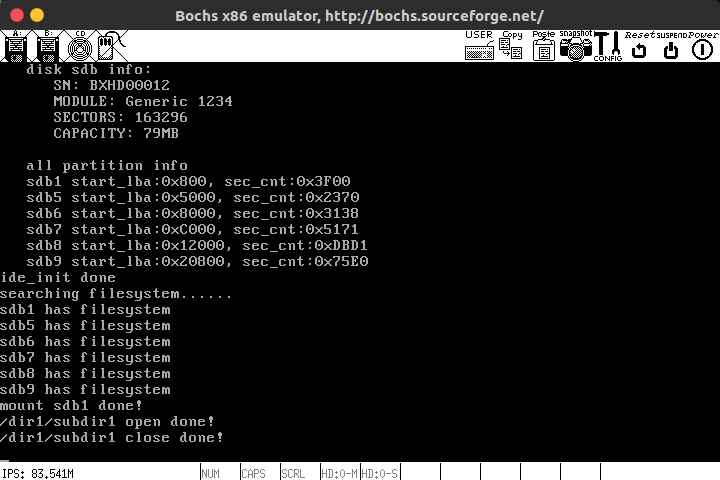 Bochs x86 emulator, http://bochs.sourceforge.net/
A: B: CD USER Copy Paste Snapshot CONFIG Reset SUSPEND Power
disk sdb info:
SN: BXHD00012
MODULE: Generic 1234
SECTORS: 163296
CAPACITY: 79MB
all partition info
sdb1 start_lba:0x800, sec_cnt:0x3F00
sdb5 start_lba:0x5000, sec_cnt:0x2370
sdb6 start_lba:0x8000, sec_cnt:0x3138
sdb7 start_lba:0xC000, sec_cnt:0x5171
sdb8 start_lba:0x12000, sec_cnt:0xDBD1
sdb9 start_lba:0x20800, sec_cnt:0x75E0
ide_init done
searching filesystem......
sdb1 has filesystem
sdb5 has filesystem
sdb6 has filesystem
sdb7 has filesystem
sdb8 has filesystem
sdb9 has filesystem
mount sdb1 done!
/dir1/subdir1 open done!
/dir1/subdir1 close done!
IPS: 83.541M NUM CAPS SCRL HD:0-M HD:0-S